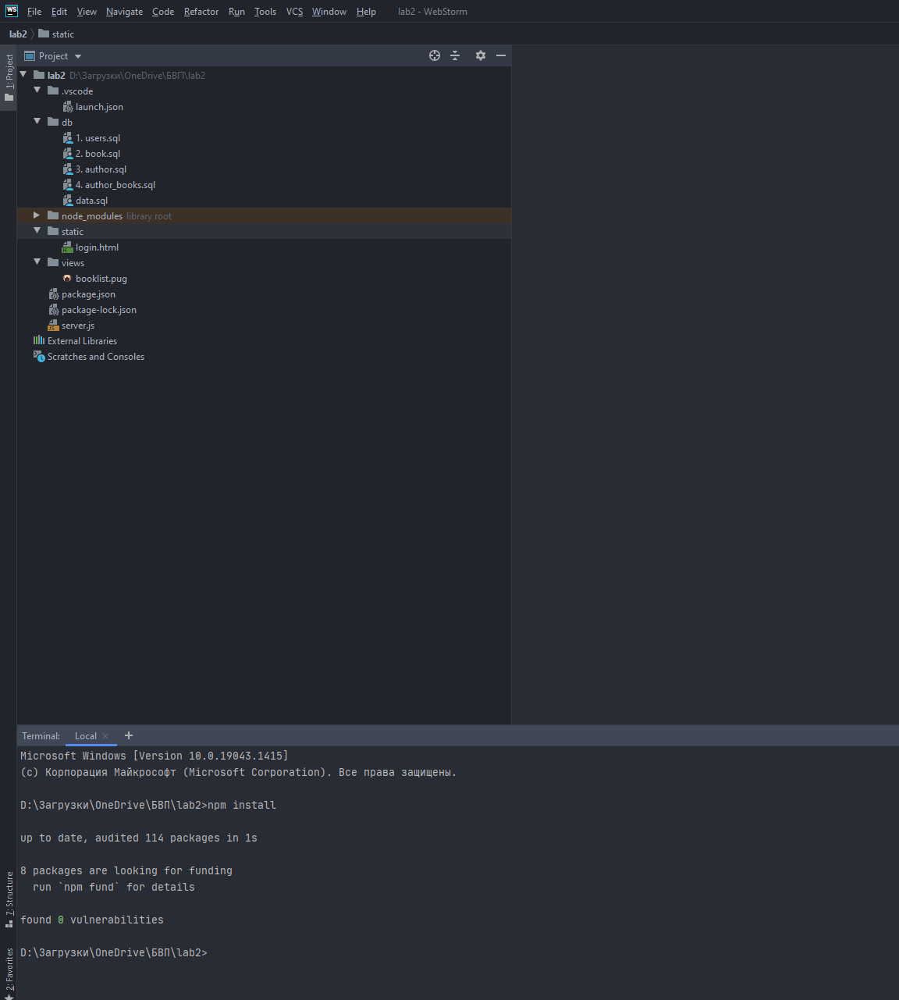 WS File Edit View Navigate Code Refactor Run Tools VCS Window Help lab2 - WebStorm
lab2 static
1: Project
Project
lab2 D:\Загрузки\OneDrive\БВП\lab2
.vscode
launch.json
db
1. users.sql
2. book.sql
3. author.sql
4. author_books.sql
data.sql
node_modules library root
static
login.html
views
booklist.pug
package.json
package-lock.json
server.js
External Libraries
Scratches and Consoles
Terminal: Local
Microsoft Windows [Version 10.0.19043.1415]
(c) Корпорация Майкрософт (Microsoft Corporation). Все права защищены.
D:\Загрузки\OneDrive\БВП\lab2>npm install
up to date, audited 114 packages in 1s
8 packages are looking for funding
run `npm fund` for details
found 0 vulnerabilities
D:\Загрузки\OneDrive\БВП\lab2>
7: Structure
2: Favorites